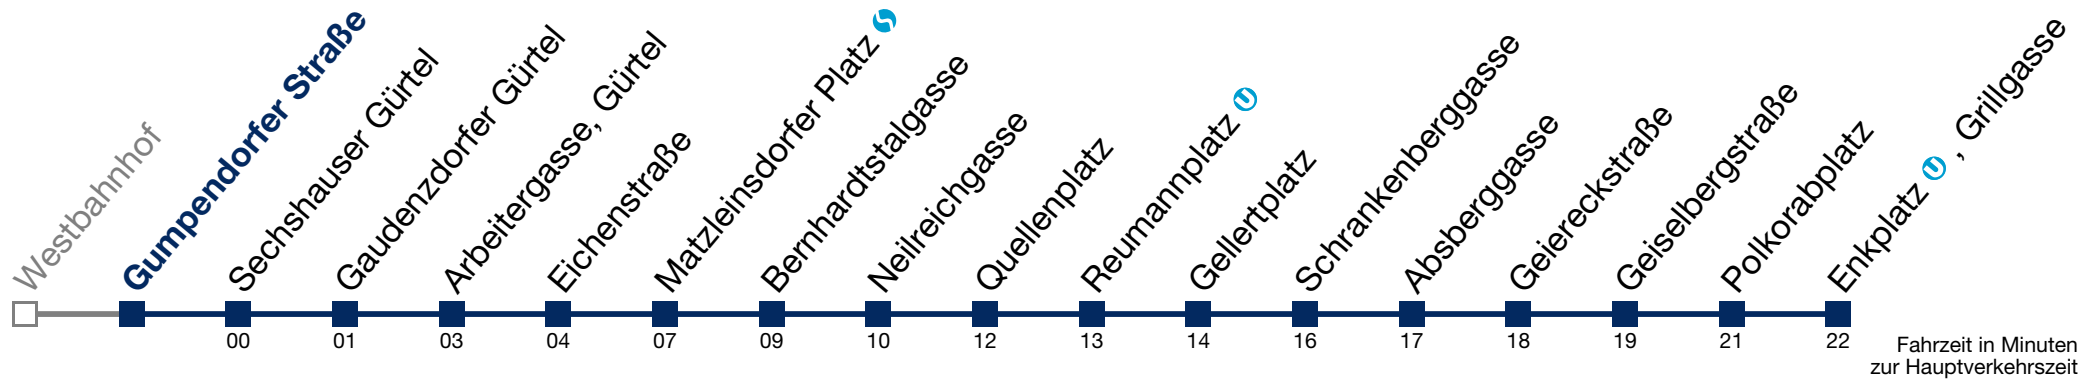 Westbahnhof
Gumpendorfer Straße
Sechshauser Gürtel
Gaudenzdorfer Gürtel
Arbeitergasse, Gürtel
Eichenstraße
Matzleinsdorfer Platz S
Bernhardtstalgasse
Neilreichgasse
Quellenplatz
Reumannplatz U
Gellertplatz
Schrankenberggasse
Absberggasse
Geiereckstraße
Geiselbergstraße
Polkorabplatz
Enkplatz U , Grillgasse
00 01 03 04 07 09 10 12 13 14 16 17 18 19 21 22
Fahrzeit in Minuten
zur Hauptverkehrszeit